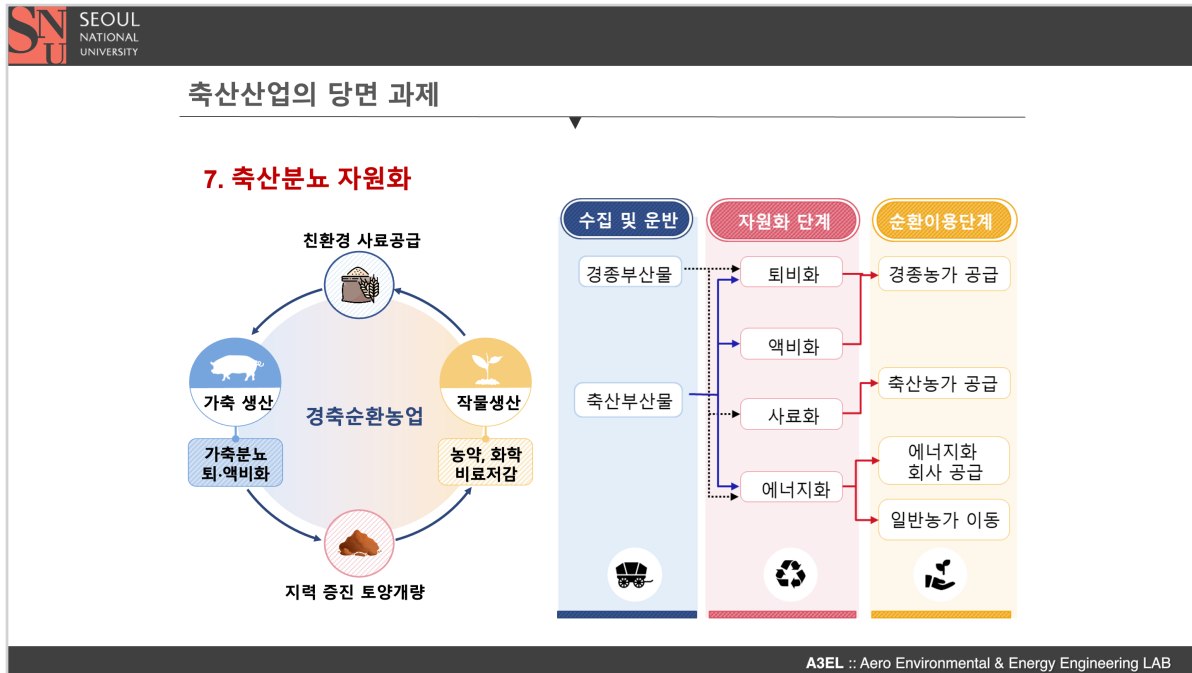 SNU
SEOUL
NATIONAL
UNIVERSITY
축산산업의 당면 과제
7. 축산분뇨 자원화
친환경 사료공급
가축 생산
경축순환농업
작물생산
가축분뇨
퇴·액비화
농약, 화학
비료저감
지력 증진 토양개량
수집 및 운반
자원화 단계
순환이용단계
경종부산물
퇴비화
경종농가 공급
액비화
축산부산물
사료화
축산농가 공급
에너지화
에너지화
회사 공급
일반농가 이동
A3EL :: Aero Environmental & Energy Engineering LAB